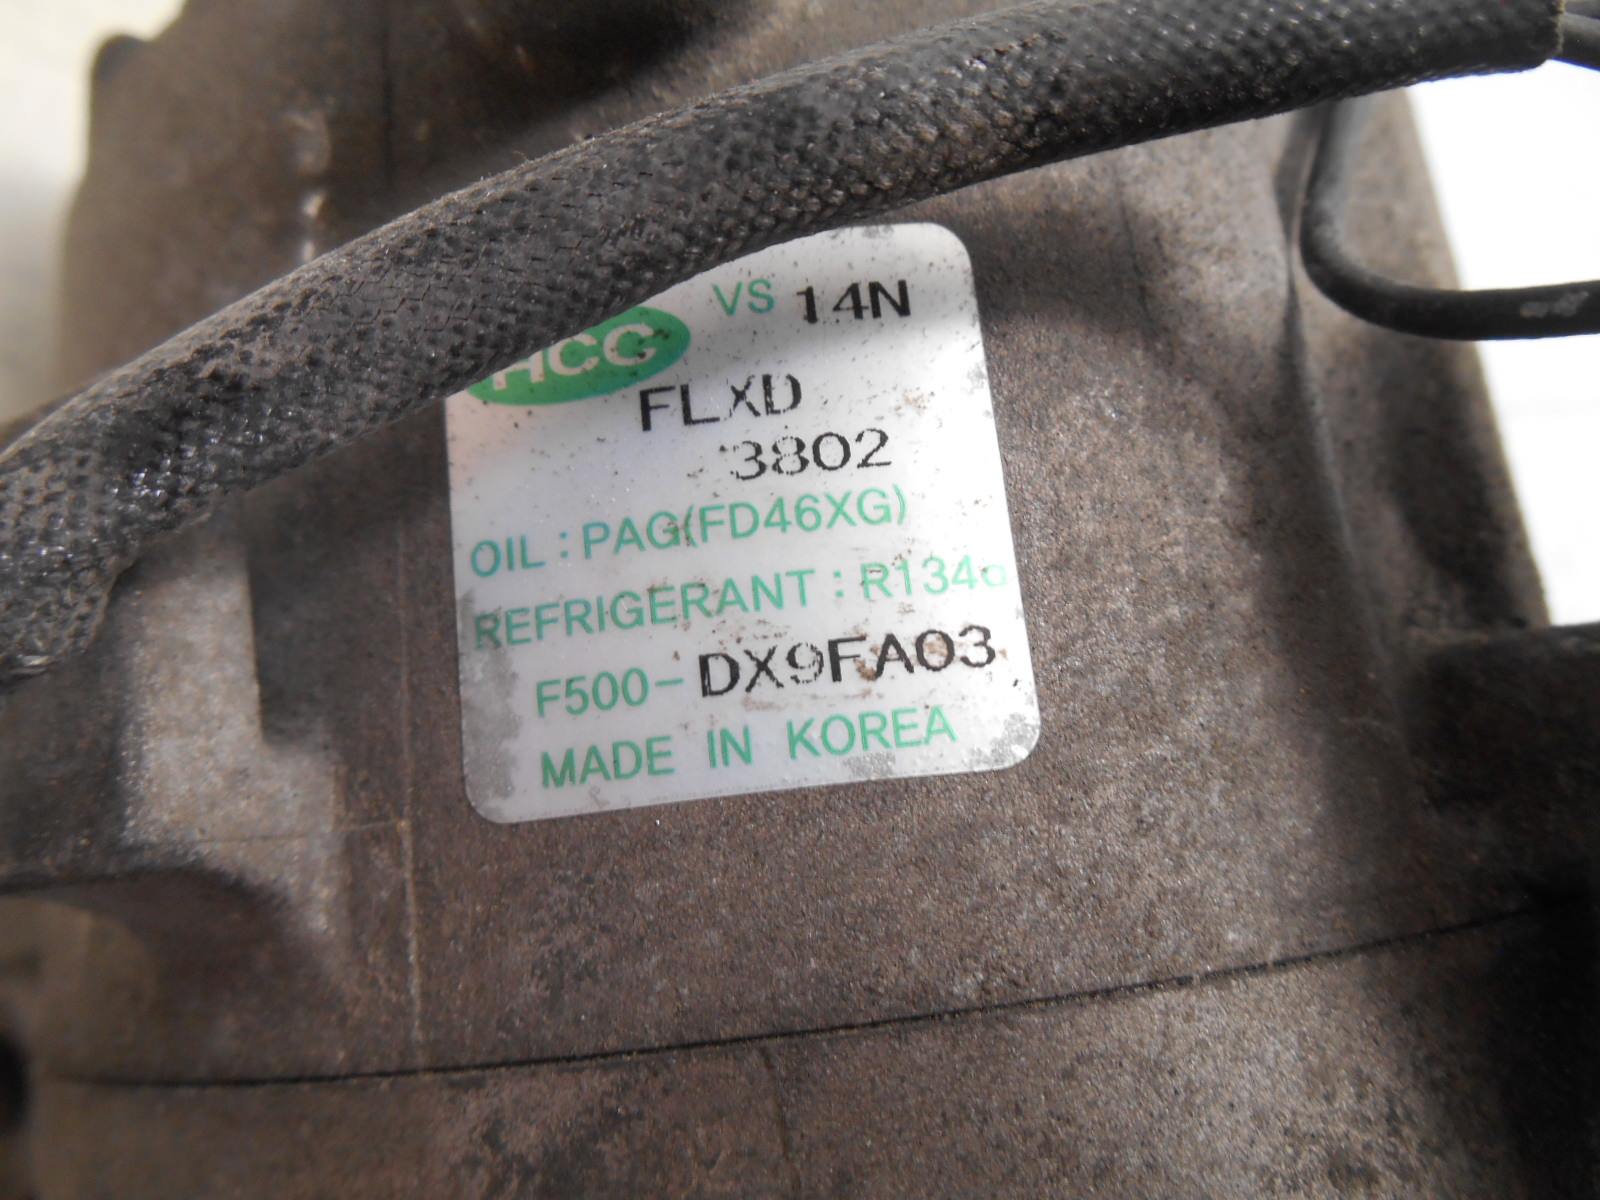 VS 14N
HCC
FLXD
3802
OIL : PAG(FD46XG)
REFRIGERANT : R134a
F500-DX9FA03
MADE IN KOREA